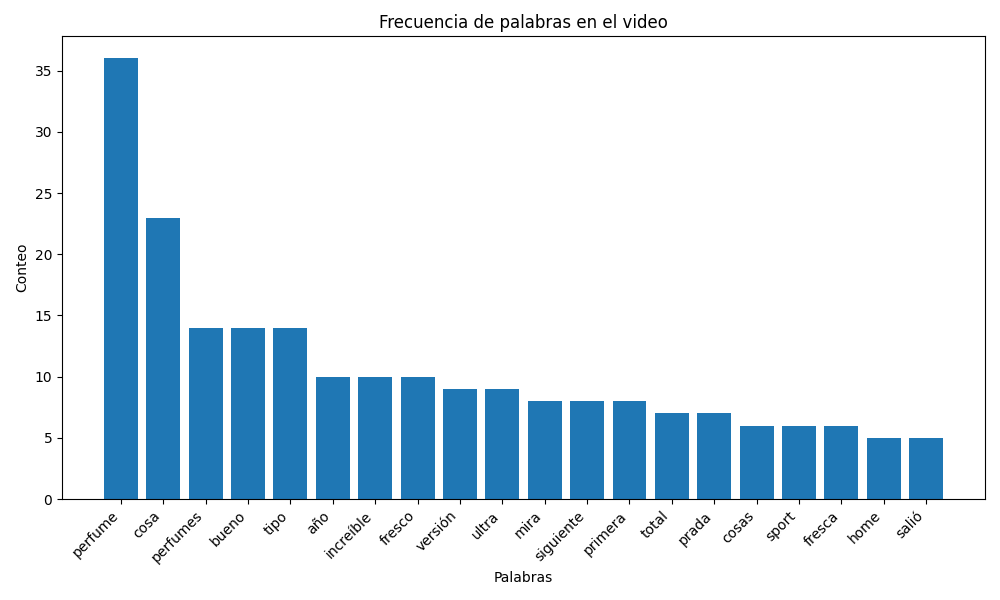 Frecuencia de palabras en el video
Conteo
35
30
25
20
15
10
5
0
perfume
cosa
perfumes
bueno
tipo
año
increíble
fresco
versión
ultra
mira
siguiente
primera
total
prada
cosas
sport
fresca
home
salió
Palabras